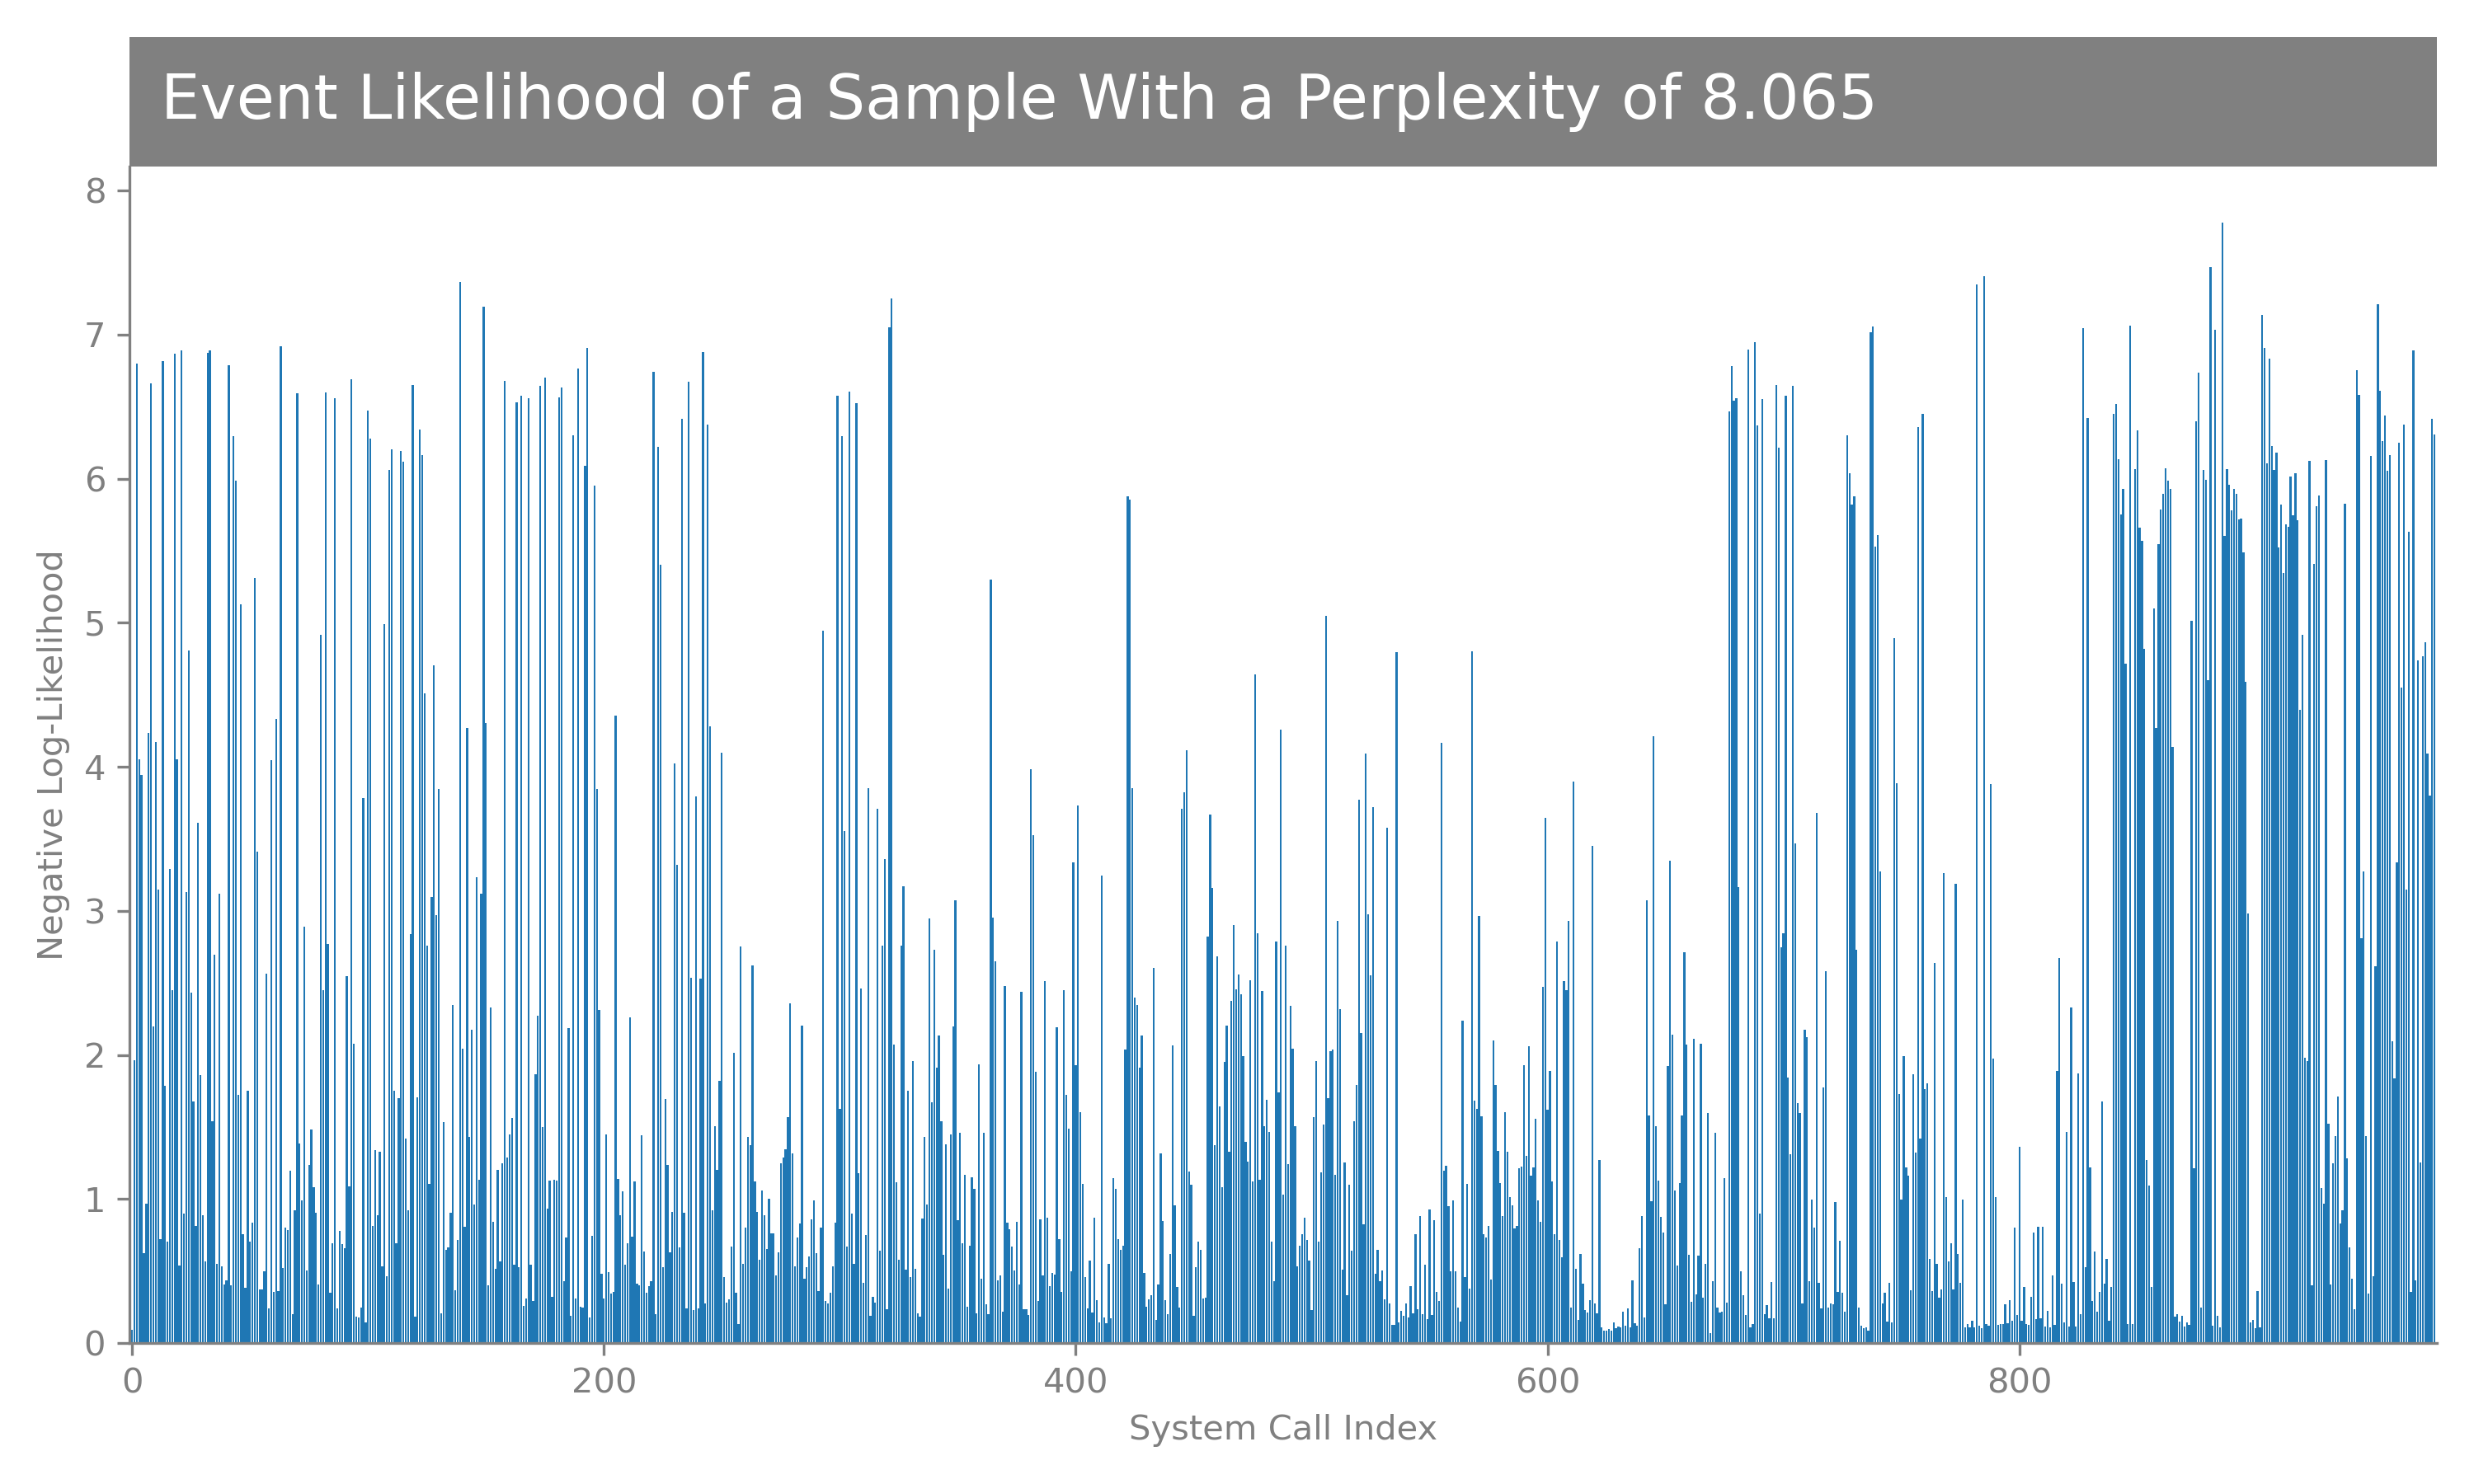 Event Likelihood of a Sample With a Perplexity of 8.065
8
7
6
5
4
3
2
1
0
Negative Log-Likelihood
0 200 400 600 800
System Call Index